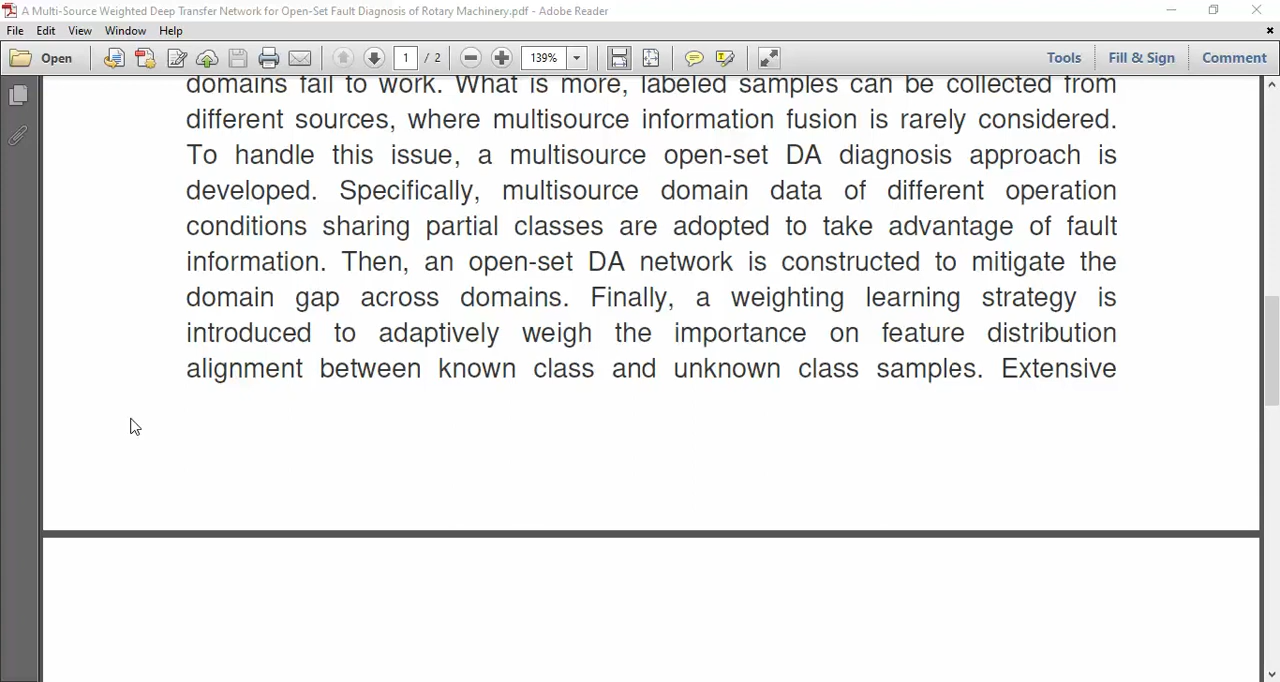 A Multi-Source Weighted Deep Transfer Network for Open-Set Fault Diagnosis of Rotary Machinery.pdf - Adobe Reader
File Edit View Window Help
Open 1 / 2 139% Tools Fill & Sign Comment
domains fail to work. What is more, labeled samples can be collected from
different sources, where multisource information fusion is rarely considered.
To handle this issue, a multisource open-set DA diagnosis approach is
developed. Specifically, multisource domain data of different operation
conditions sharing partial classes are adopted to take advantage of fault
information. Then, an open-set DA network is constructed to mitigate the
domain gap across domains. Finally, a weighting learning strategy is
introduced to adaptively weigh the importance on feature distribution
alignment between known class and unknown class samples. Extensive